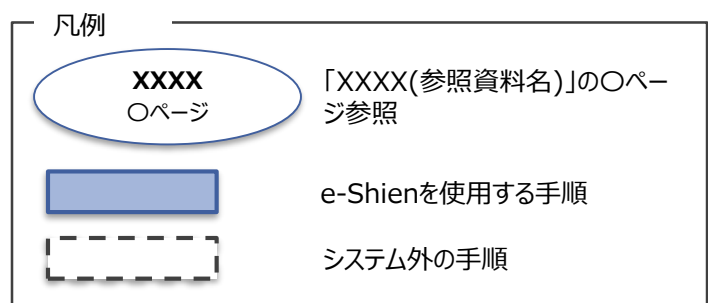 凡例
XXXX
〇ページ
「XXXX(参照資料名)」の〇ペー
ジ参照
e-Shienを使用する手順
システム外の手順